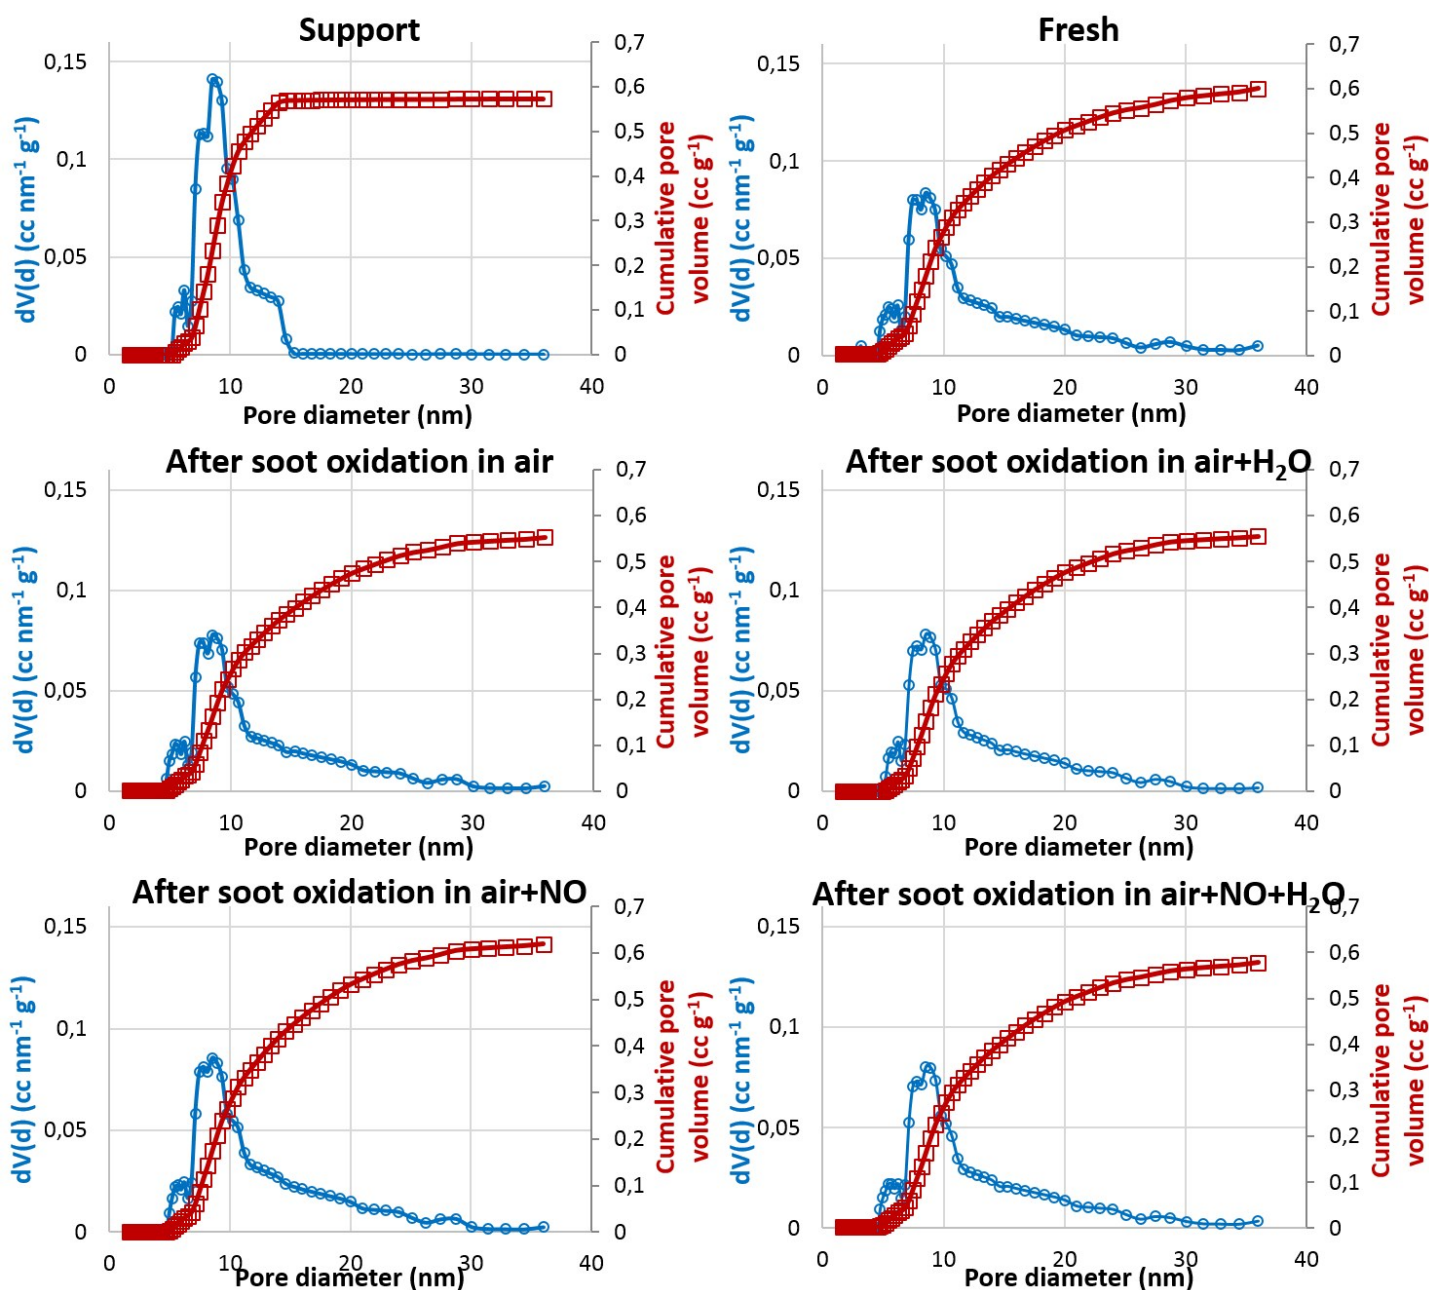 Support
0,15
0,1
0,05
0
0,7
0,6
0,5
0,4
0,3
0,2
0,1
0
0 10 20 30 40
dV(d) (cc nm⁻¹ g⁻¹)
Cumulative pore
volume (cc g⁻¹)
Pore diameter (nm)
Fresh
0,15
0,1
0,05
0
0,7
0,6
0,5
0,4
0,3
0,2
0,1
0
0 10 20 30 40
dV(d) (cc nm⁻¹ g⁻¹)
Cumulative pore
volume (cc g⁻¹)
Pore diameter (nm)
After soot oxidation in air
0,15
0,1
0,05
0
0,7
0,6
0,5
0,4
0,3
0,2
0,1
0
0 10 20 30 40
dV(d) (cc nm⁻¹ g⁻¹)
Cumulative pore
volume (cc g⁻¹)
Pore diameter (nm)
After soot oxidation in air+H₂O
0,15
0,1
0,05
0
0,7
0,6
0,5
0,4
0,3
0,2
0,1
0
0 10 20 30 40
dV(d) (cc nm⁻¹ g⁻¹)
Cumulative pore
volume (cc g⁻¹)
Pore diameter (nm)
After soot oxidation in air+NO
0,15
0,1
0,05
0
0,7
0,6
0,5
0,4
0,3
0,2
0,1
0
0 10 20 30 40
dV(d) (cc nm⁻¹ g⁻¹)
Cumulative pore
volume (cc g⁻¹)
Pore diameter (nm)
After soot oxidation in air+NO+H₂O
0,15
0,1
0,05
0
0,7
0,6
0,5
0,4
0,3
0,2
0,1
0
0 10 20 30 40
dV(d) (cc nm⁻¹ g⁻¹)
Cumulative pore
volume (cc g⁻¹)
Pore diameter (nm)